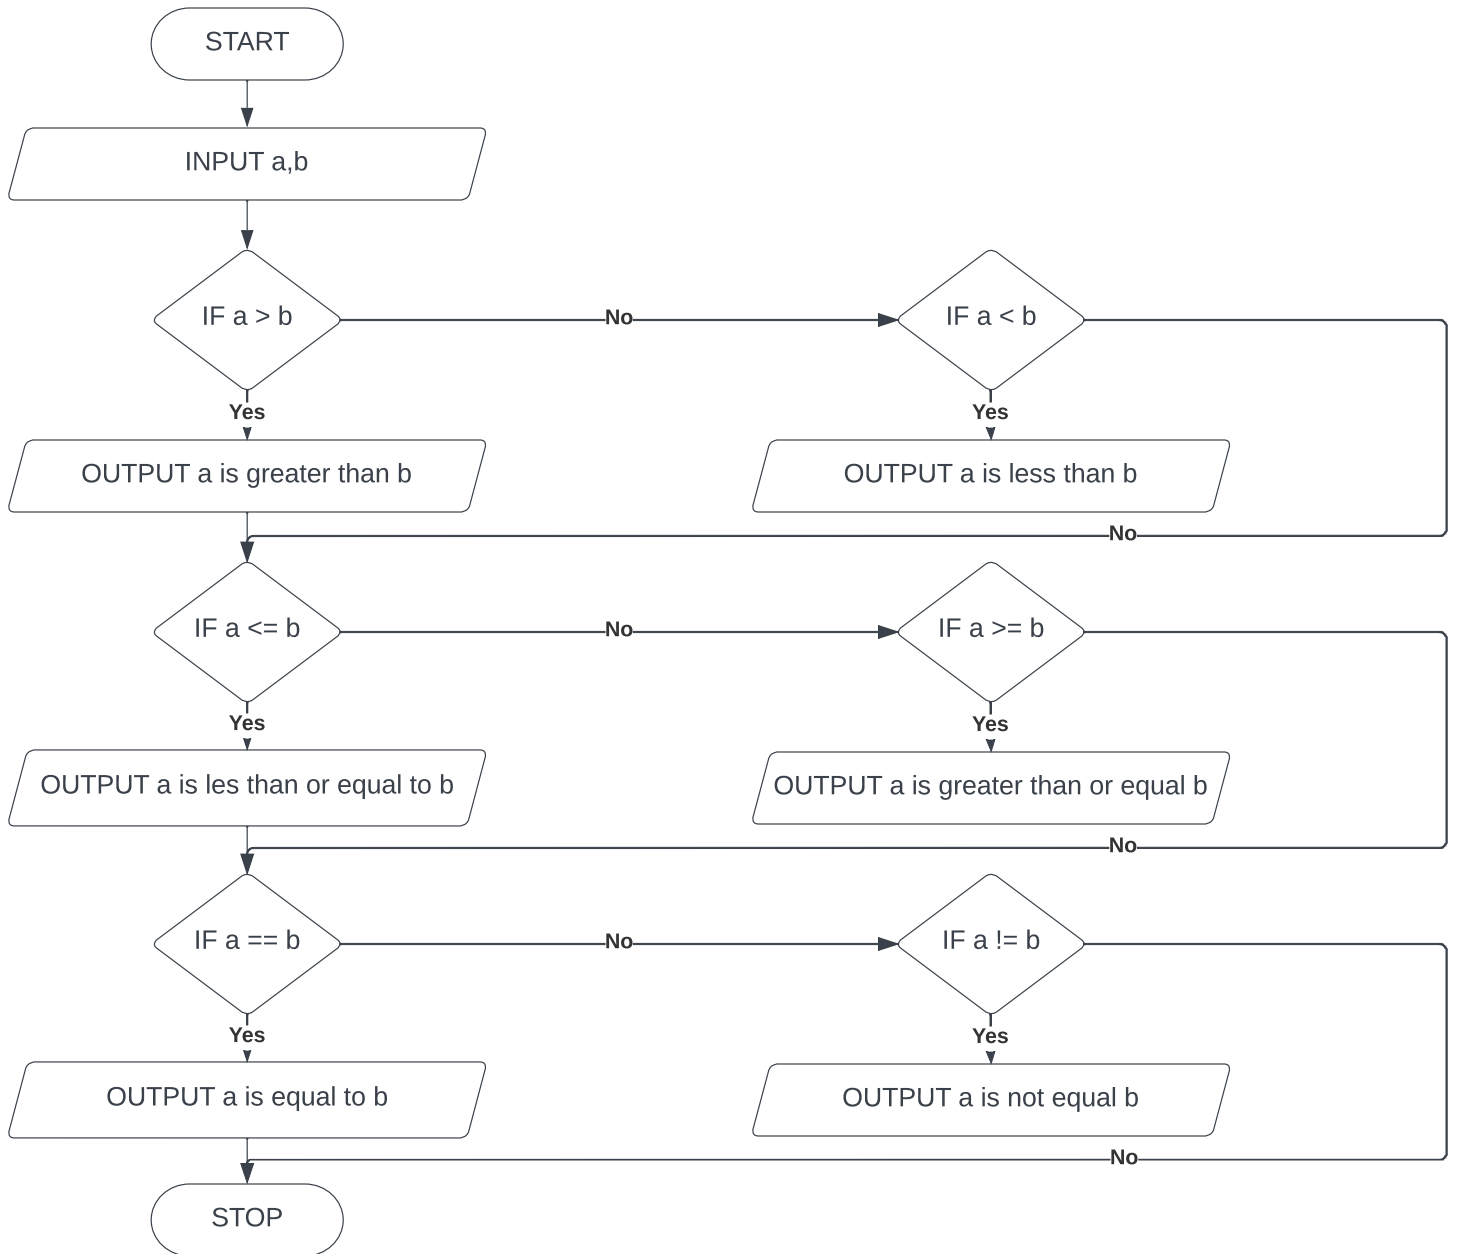 START
INPUT a,b
IF a > b
No
IF a < b
Yes
Yes
OUTPUT a is greater than b
OUTPUT a is less than b
No
IF a <= b
No
IF a >= b
Yes
Yes
OUTPUT a is les than or equal to b
OUTPUT a is greater than or equal b
No
IF a == b
No
IF a != b
Yes
Yes
OUTPUT a is equal to b
OUTPUT a is not equal b
No
STOP